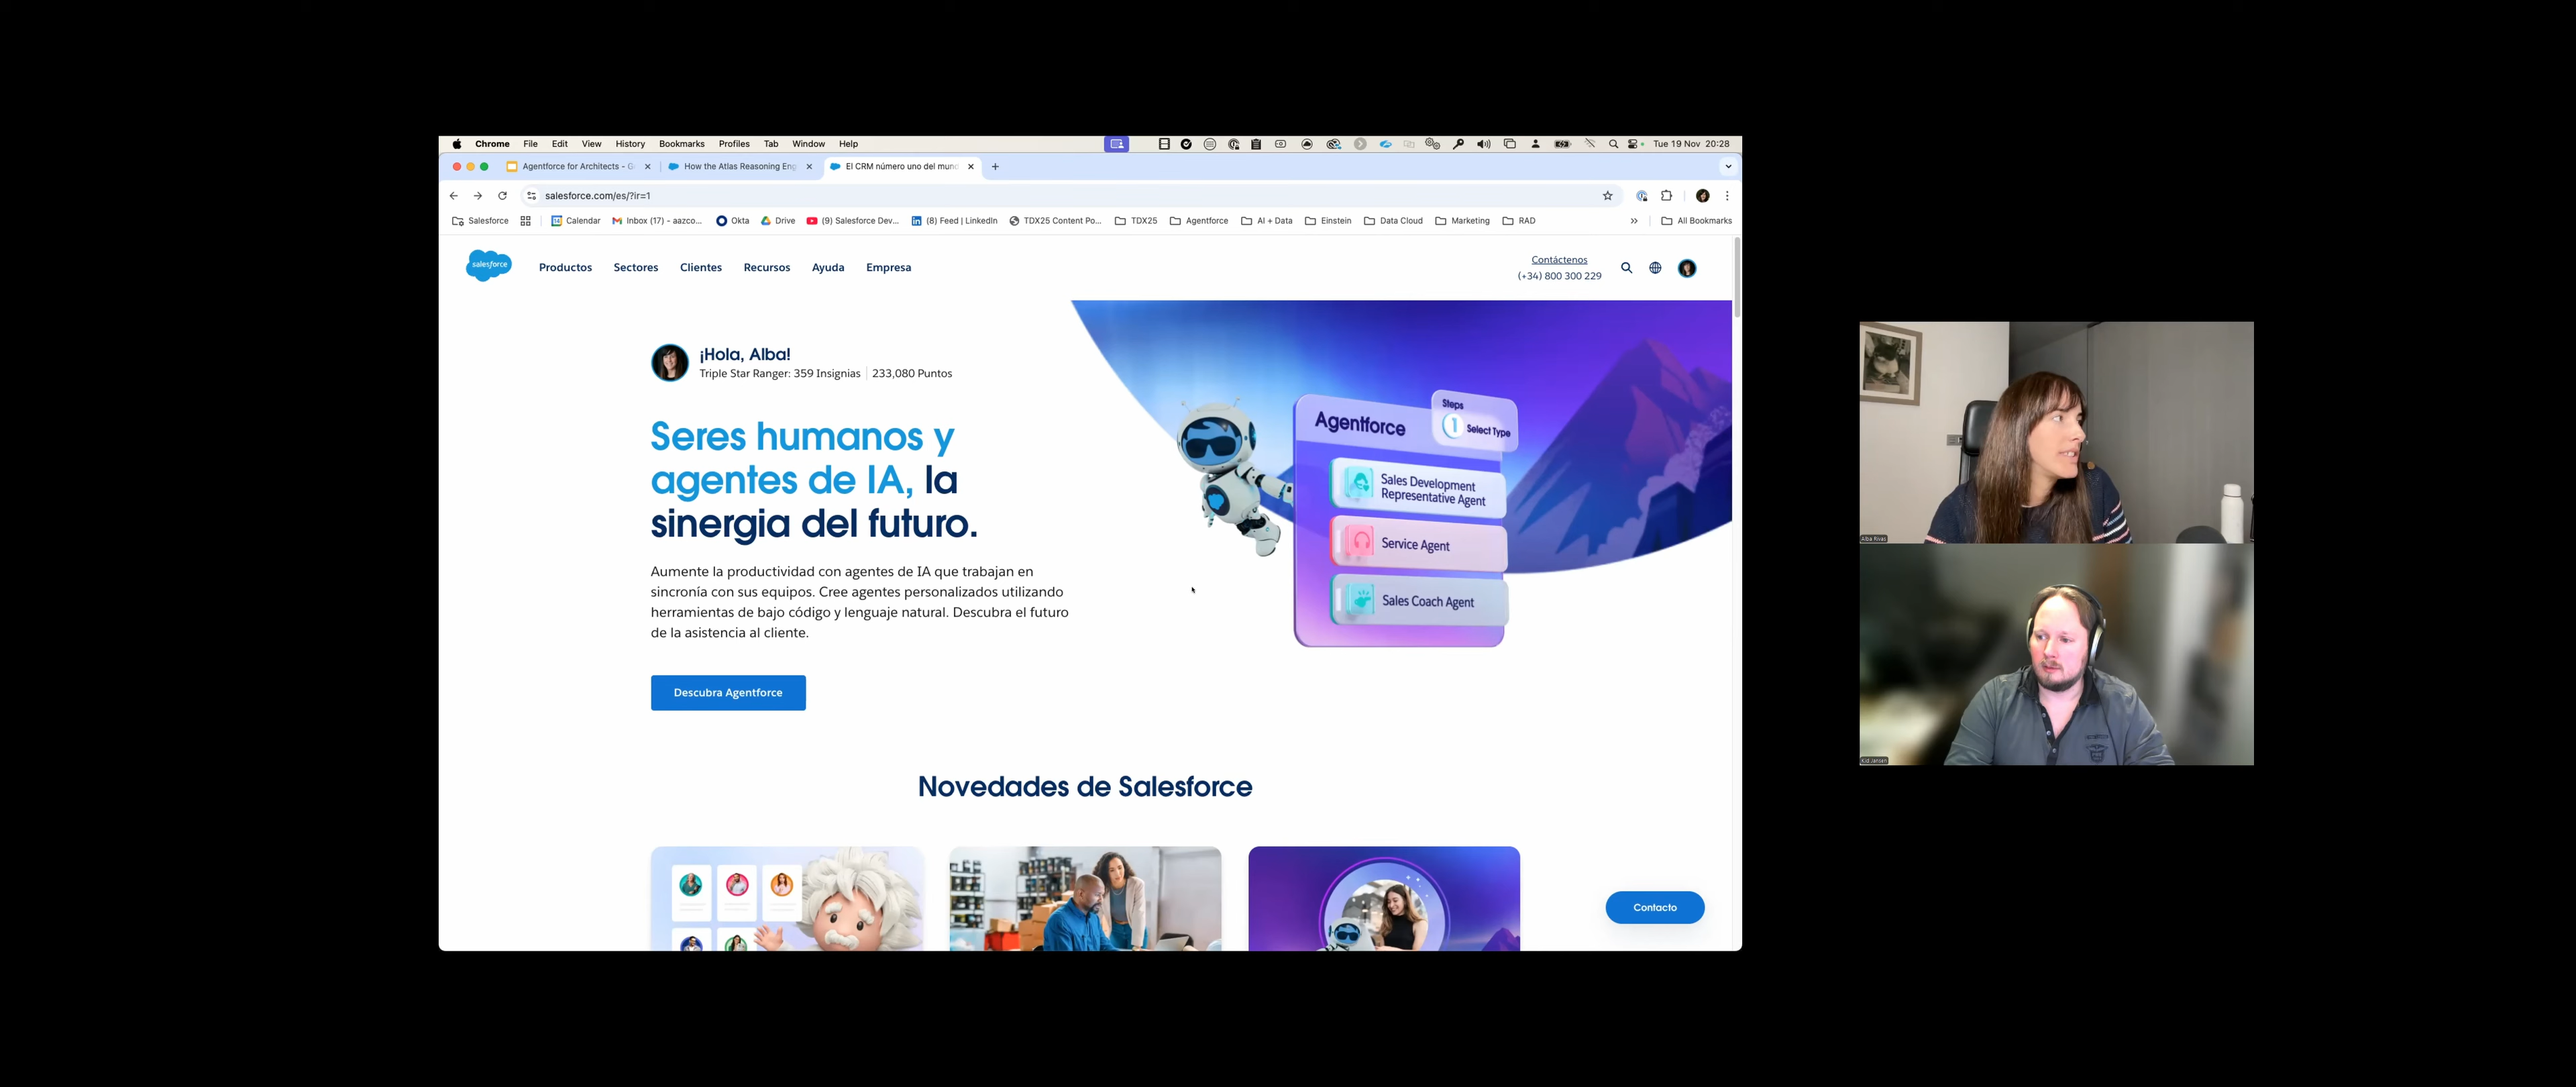 Chrome File Edit View History Bookmarks Profiles Tab Window Help
Tue 19 Nov 20:28
Agentforce for Architects - G
How the Atlas Reasoning Eng
El CRM número uno del mund
salesforce.com/es/?ir=1
Salesforce
Calendar
Inbox (17) - aazco...
Okta
Drive
(9) Salesforce Dev...
(8) Feed | LinkedIn
TDX25 Content Po...
TDX25
Agentforce
AI + Data
Einstein
Data Cloud
Marketing
RAD
»
All Bookmarks
salesforce
Productos
Sectores
Clientes
Recursos
Ayuda
Empresa
Contáctenos
(+34) 800 300 229
¡Hola, Alba!
Triple Star Ranger: 359 Insignias | 233,080 Puntos
Seres humanos y
agentes de IA, la
sinergia del futuro.
Aumente la productividad con agentes de IA que trabajan en
sincronía con sus equipos. Cree agentes personalizados utilizando
herramientas de bajo código y lenguaje natural. Descubra el futuro
de la asistencia al cliente.
Descubra Agentforce
Agentforce
Steps
1 Select Type
Sales Development
Representative Agent
Service Agent
Sales Coach Agent
Novedades de Salesforce
Contacto
Alba Rivas
Kid Jansen